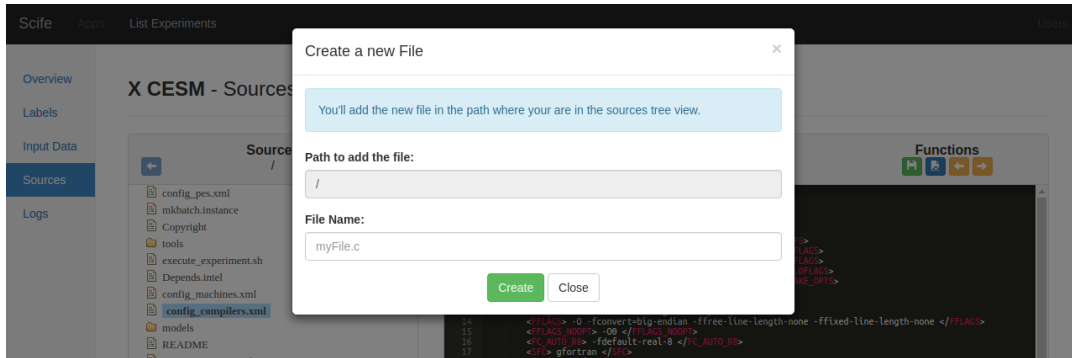 Scife Apps List Experiments Users
Create a new File ×
Overview
X CESM - Sources
Labels
You'll add the new file in the path where your are in the sources tree view.
Input Data
Source
/
Functions
Path to add the file:
/
Sources
config_pes.xml
mkbatch.instance
Logs
File Name:
Copyright
myFile.c
tools
execute_experiment.sh
Depends.intel
Create Close
config_machines.xml
config_compilers.xml
models
README
S>
FLAGS>
FLAGS>
LDFLAGS>
AKE_OPTS>
14 <FFLAGS> -O -fconvert=big-endian -ffree-line-length-none -ffixed-line-length-none </FFLAGS>
15 <FFLAGS_NOOPT> -O0 </FFLAGS_NOOPT>
16 <FC_AUTO_R8> -fdefault-real-8 </FC_AUTO_R8>
17 <SFC> gfortran </SFC>